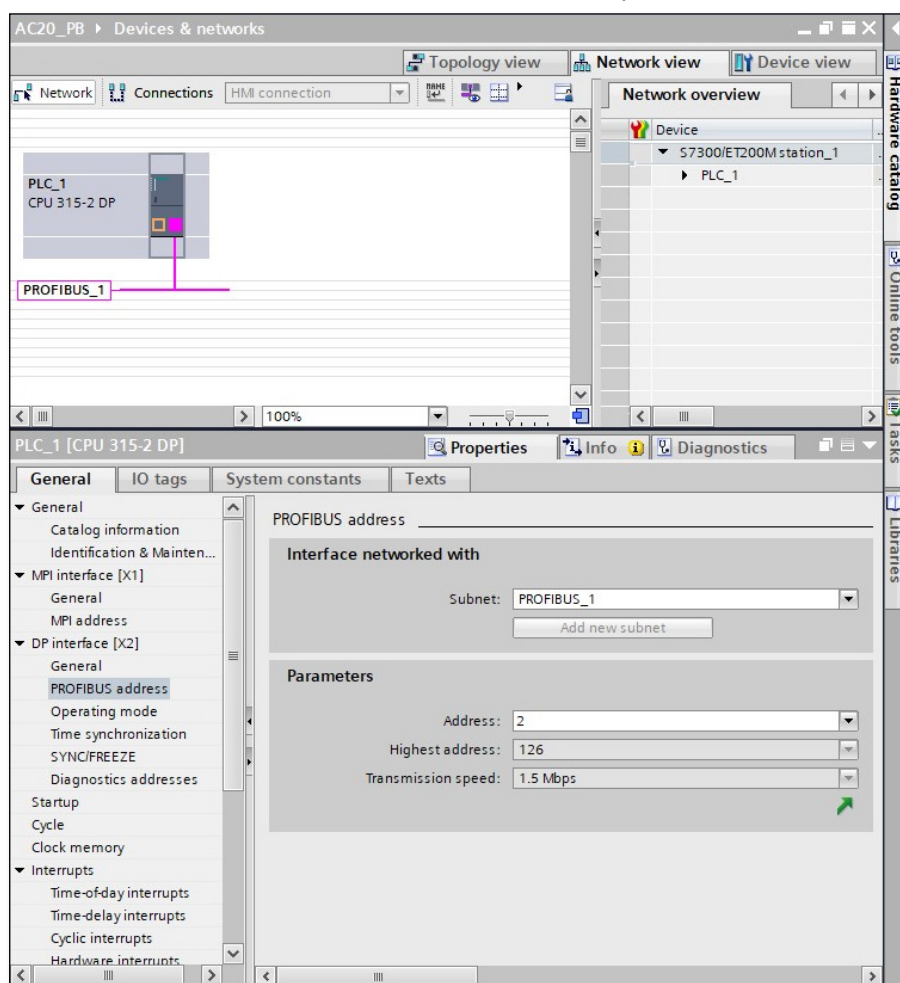 AC20_PB ▸ Devices & networks
Topology view
Network view
Device view
Network
Connections
HMI connection
Network overview
Device
S7300/ET200M station_1
PLC_1
PLC_1
CPU 315-2 DP
PROFIBUS_1
100%
Hardware catalog
Online tools
Tasks
Libraries
PLC_1 [CPU 315-2 DP]
Properties
Info
Diagnostics
General
IO tags
System constants
Texts
General
Catalog information
Identification & Mainten...
MPI interface [X1]
General
MPI address
DP interface [X2]
General
PROFIBUS address
Operating mode
Time synchronization
SYNC/FREEZE
Diagnostics addresses
Startup
Cycle
Clock memory
Interrupts
Time-of-day interrupts
Time-delay interrupts
Cyclic interrupts
Hardware interrupts
PROFIBUS address
Interface networked with
Subnet: PROFIBUS_1
Add new subnet
Parameters
Address: 2
Highest address: 126
Transmission speed: 1.5 Mbps